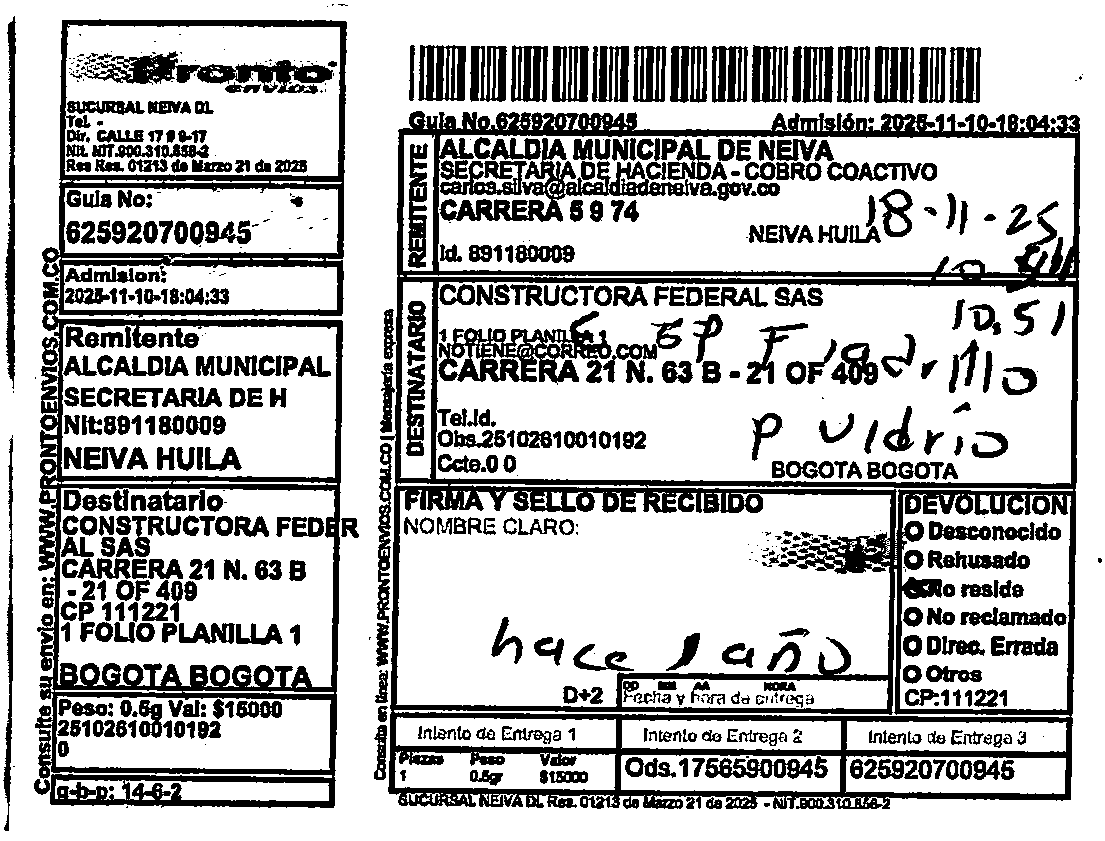 Pronto
envios
SUCURSAL NEIVA DL
Tel. -
Dir. CALLE 17 # 9-17
Nit. NIT.900.310.856-2
Res Res. 01213 de Marzo 21 de 2025
Guia No:
625920700945
Admision:
2025-11-10-18:04:33
Remitente
ALCALDIA MUNICIPAL
SECRETARIA DE H
Nit:891180009
NEIVA HUILA
Destinatario
CONSTRUCTORA FEDER
AL SAS
CARRERA 21 N. 63 B
- 21 OF 409
CP 111221
1 FOLIO PLANILLA 1
BOGOTA BOGOTA
Peso: 0.5g Val: $15000
25102610010192
0
g-b-p: 14-6-2
Consulte su envio en: WWW.PRONTOENVIOS.COM.CO
Guia No.625920700945 Admisión: 2025-11-10-18:04:33
REMITENTE
ALCALDIA MUNICIPAL DE NEIVA
SECRETARIA DE HACIENDA - COBRO COACTIVO
carlos.silva@alcaldiadeneiva.gov.co
CARRERA 5 9 74
NEIVA HUILA
18-11-25
Id. 891180009
DESTINATARIO
CONSTRUCTORA FEDERAL SAS
10.51
1 FOLIO PLANILLA 1
NOTIENE@CORREO.COM
CARRERA 21 N. 63 B - 21 OF 409
Tel.Id.
Obs.25102610010192
P vidrio
Ccte.0 0
BOGOTA BOGOTA
FIRMA Y SELLO DE RECIBIDO
NOMBRE CLARO:
hace 1 año
D+2
DD MM AA HORA
Fecha y hora de entrega
DEVOLUCION
Desconocido
Rehusado
No reside
No reclamado
Direc. Errada
Otros
CP:111221
Intento de Entrega 1 Intento de Entrega 2 Intento de Entrega 3
Piezas Peso Valor
1 0.5gr $15000
Ods.17565900945
625920700945
SUCURSAL NEIVA DL Res. 01213 de Marzo 21 de 2025 - NIT.900.310.856-2
Consulta en linea: WWW.PRONTOENVIOS.COM.CO | Mensajeria expresa